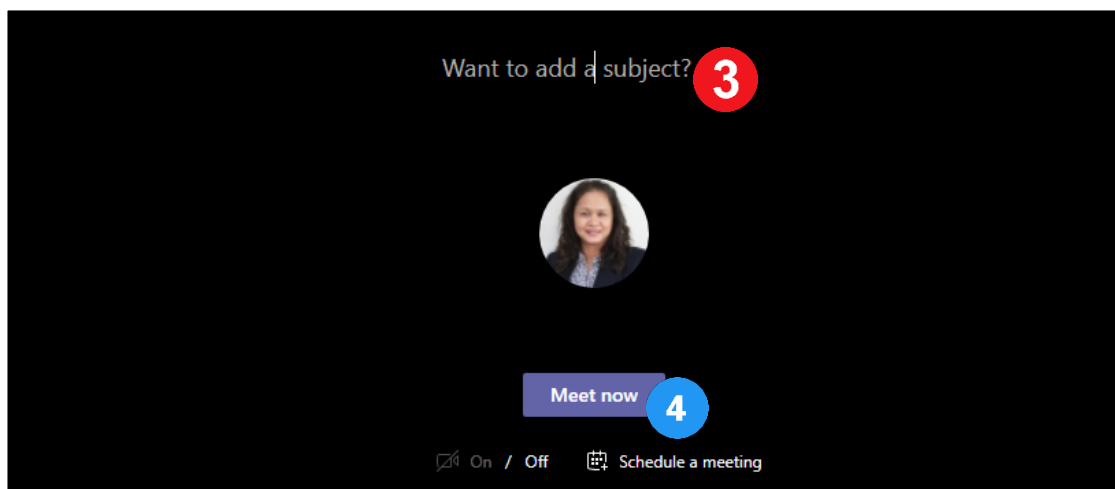 Want to add a subject? 3
Meet now 4
On / Off Schedule a meeting